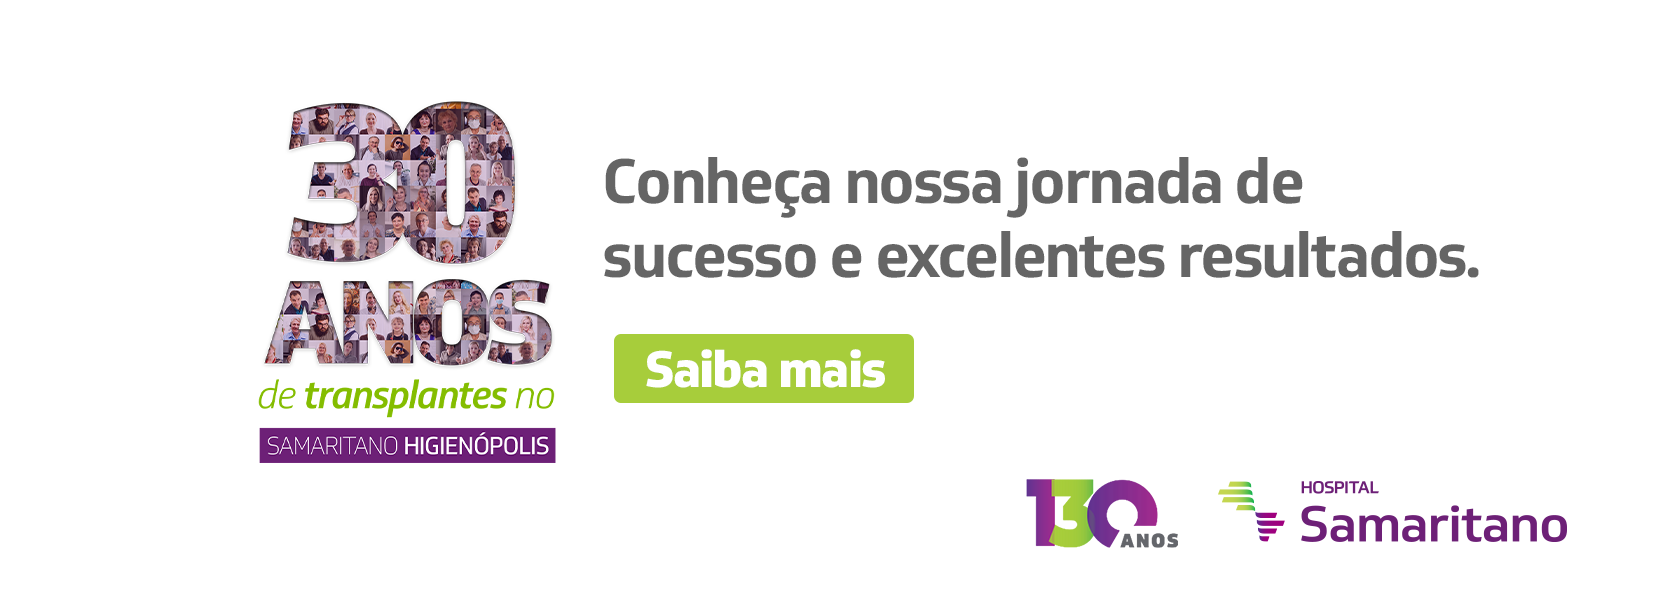 30
ANOS
de transplantes no
SAMARITANO HIGIENÓPOLIS
Conheça nossa jornada de
sucesso e excelentes resultados.
Saiba mais
130
ANOS
HOSPITAL
Samaritano